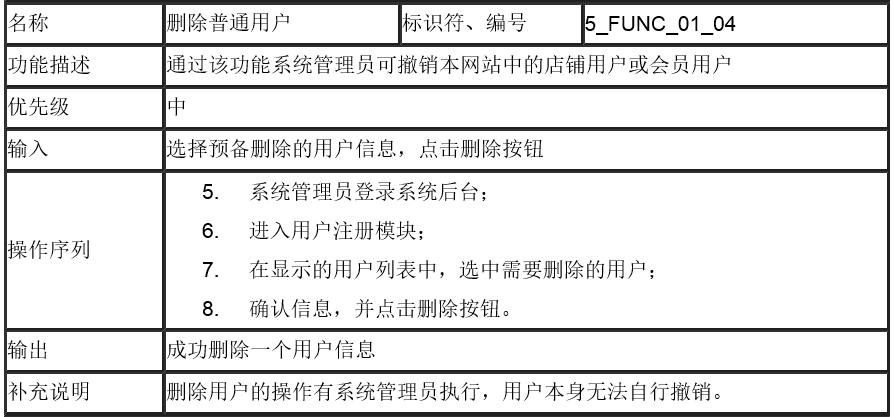 名称 删除普通用户 标识符、编号 5_FUNC_01_04
功能描述 通过该功能系统管理员可撤销本网站中的店铺用户或会员用户
优先级 中
输入 选择预备删除的用户信息，点击删除按钮
操作序列
5. 系统管理员登录系统后台；
6. 进入用户注册模块；
7. 在显示的用户列表中，选中需要删除的用户；
8. 确认信息，并点击删除按钮。
输出 成功删除一个用户信息
补充说明 删除用户的操作有系统管理员执行，用户本身无法自行撤销。